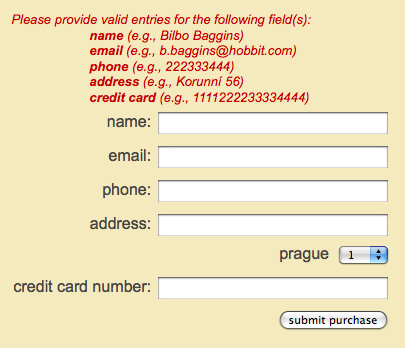 Please provide valid entries for the following field(s):
name (e.g., Bilbo Baggins)
email (e.g., b.baggins@hobbit.com)
phone (e.g., 222333444)
address (e.g., Korunní 56)
credit card (e.g., 1111222233334444)
name:
email:
phone:
address:
prague 1
credit card number:
submit purchase